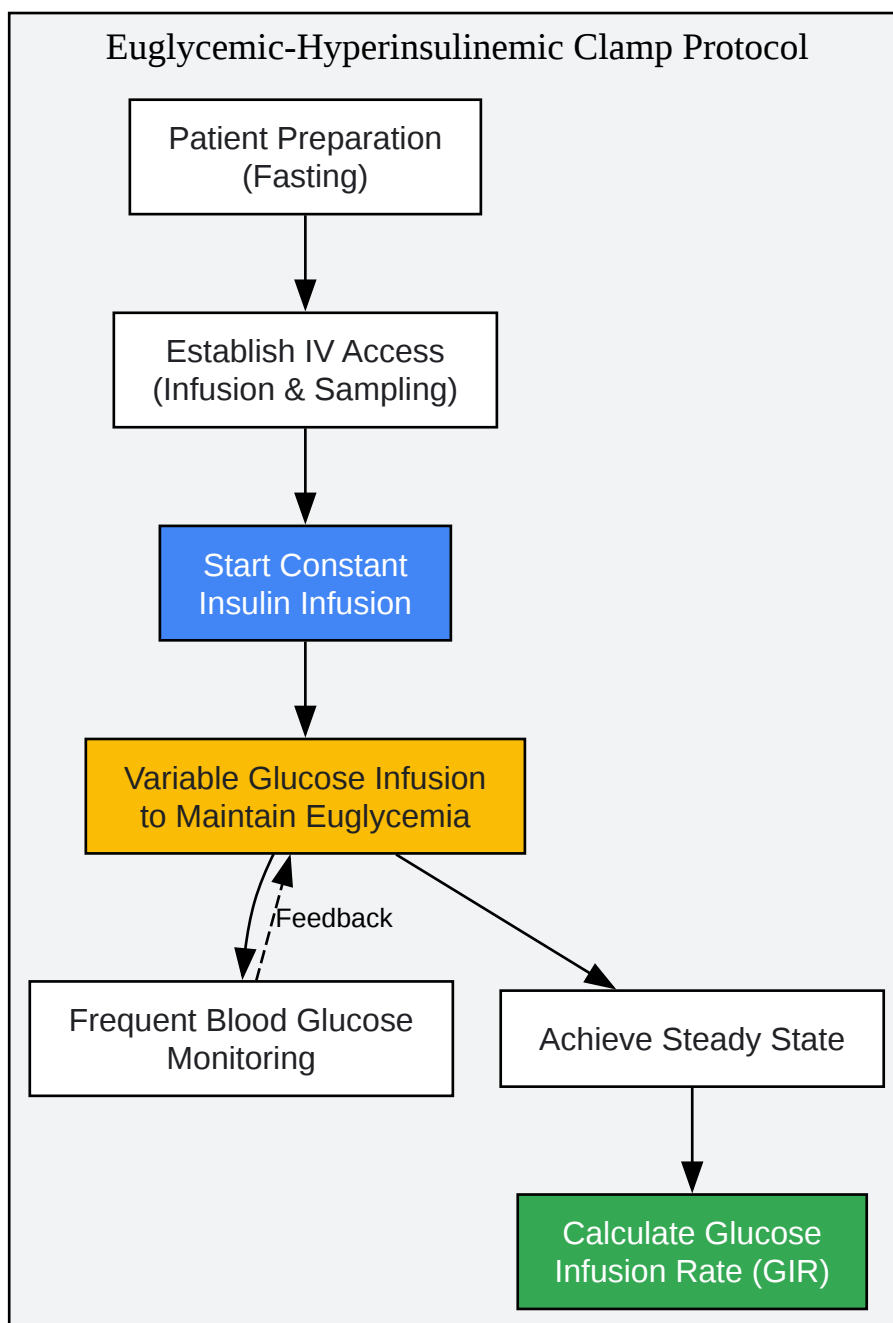 Euglycemic-Hyperinsulinemic Clamp Protocol
Patient Preparation
(Fasting)
Establish IV Access
(Infusion & Sampling)
Start Constant
Insulin Infusion
Variable Glucose Infusion
to Maintain Euglycemia
Feedback
Frequent Blood Glucose
Monitoring
Achieve Steady State
Calculate Glucose
Infusion Rate (GIR)